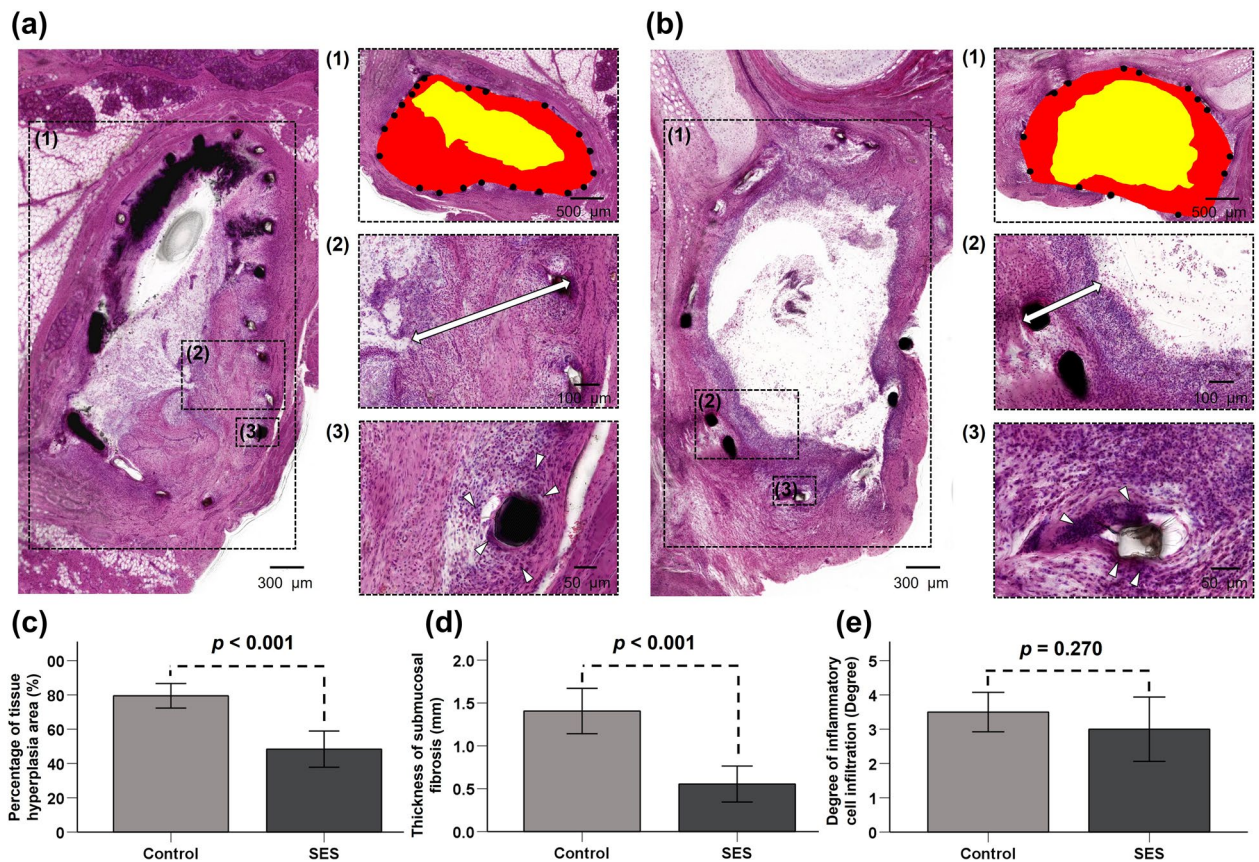 (a)
(1)
(2)
(3)
300 μm
(1)
500 μm
(2)
100 μm
(3)
50 μm
(b)
(1)
(2)
(3)
300 μm
(1)
500 μm
(2)
100 μm
(3)
50 μm
(c)
p < 0.001
Percentage of tissue
hyperplasia area (%)
00
80
60
40
20
00
Control
SES
(d)
p < 0.001
Thickness of submucosal
fibrosis (mm)
2.0
1.5
1.0
0.5
0.0
Control
SES
(e)
p = 0.270
Degree of inflammatory
cell infiltration (Degree)
5
4
3
2
1
0
Control
SES